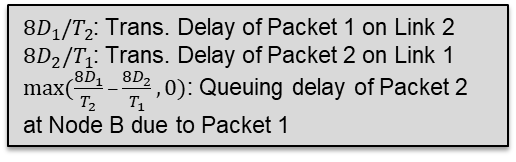 8D₁/T₂: Trans. Delay of Packet 1 on Link 2
8D₂/T₁: Trans. Delay of Packet 2 on Link 1
max(8D₁/T₂ − 8D₂/T₁, 0): Queuing delay of Packet 2
at Node B due to Packet 1